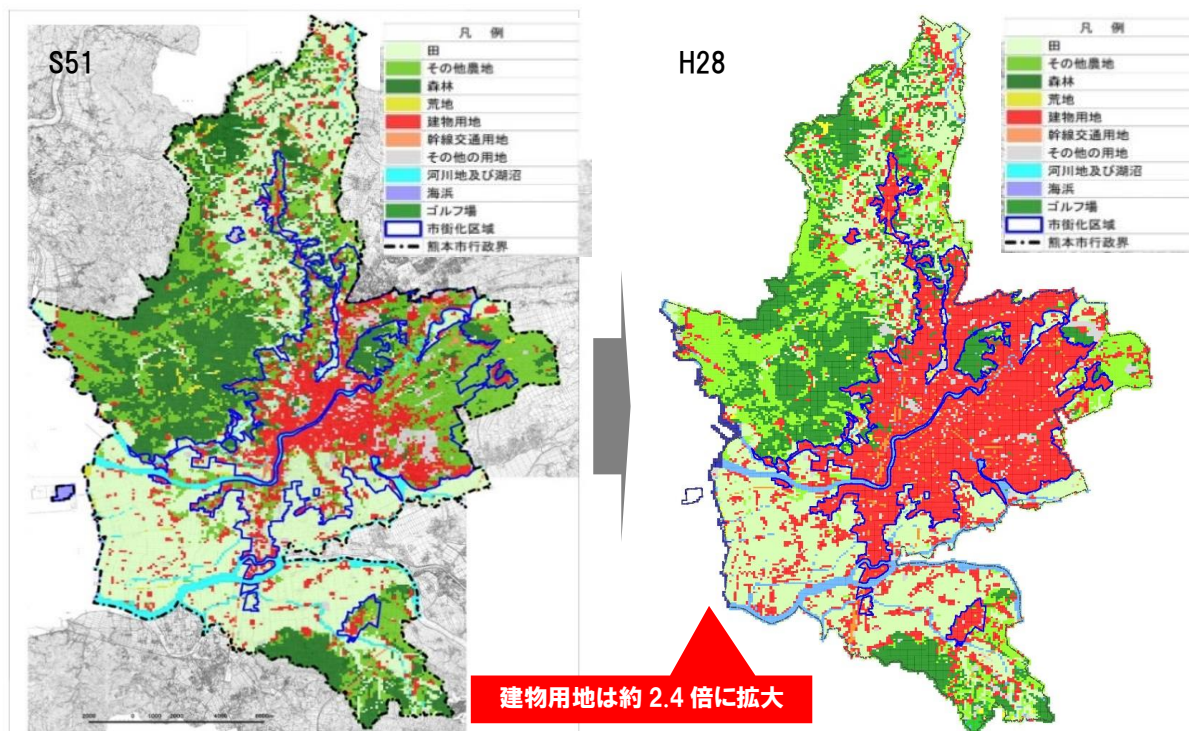 S51
凡 例
田
その他農地
森林
荒地
建物用地
幹線交通用地
その他の用地
河川地及び湖沼
海浜
ゴルフ場
市街化区域
熊本市行政界
H28
凡 例
田
その他農地
森林
荒地
建物用地
幹線交通用地
その他の用地
河川地及び湖沼
海浜
ゴルフ場
市街化区域
熊本市行政界
建物用地は約 2.4 倍に拡大